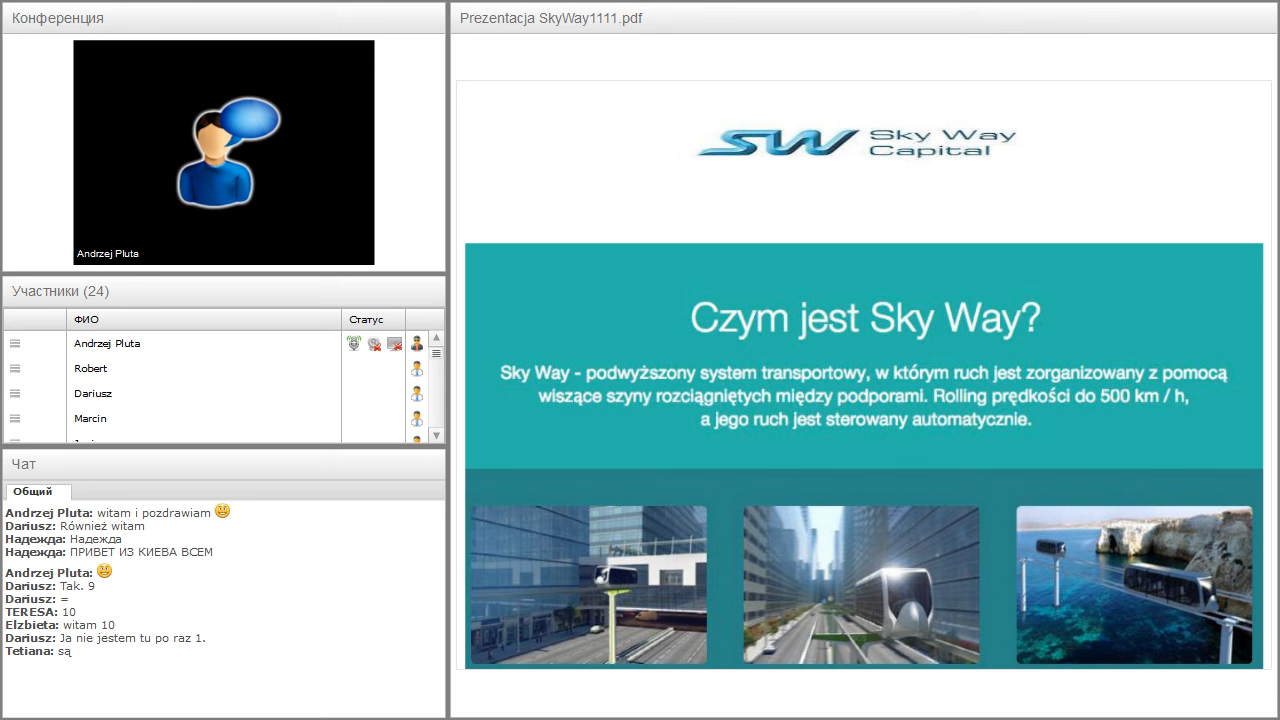 Конференция
Andrzej Pluta
Участники (24)
ФИО
Статус
Andrzej Pluta
Robert
Dariusz
Marcin
Чат
Общий
Andrzej Pluta: witam i pozdrawiam
Dariusz: Również witam
Надежда: Надежда
Надежда: ПРИВЕТ ИЗ КИЕВА ВСЕМ
Andrzej Pluta:
Dariusz: Tak. 9
Dariusz: =
TERESA: 10
Elzbieta: witam 10
Dariusz: Ja nie jestem tu po raz 1.
Tetiana: są
Prezentacja SkyWay1111.pdf
SW Sky Way
Capital
Czym jest Sky Way?
Sky Way - podwyższony system transportowy, w którym ruch jest zorganizowany z pomocą
wiszące szyny rozciągniętych między podporami. Rolling prędkości do 500 km / h,
a jego ruch jest sterowany automatycznie.